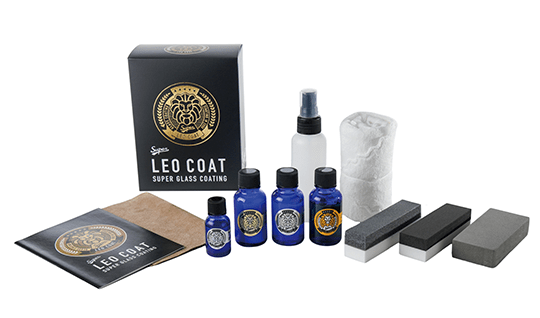 Super
LEO COAT
SUPER GLASS COATING
Super
LEO COAT
SUPER GLASS COATING